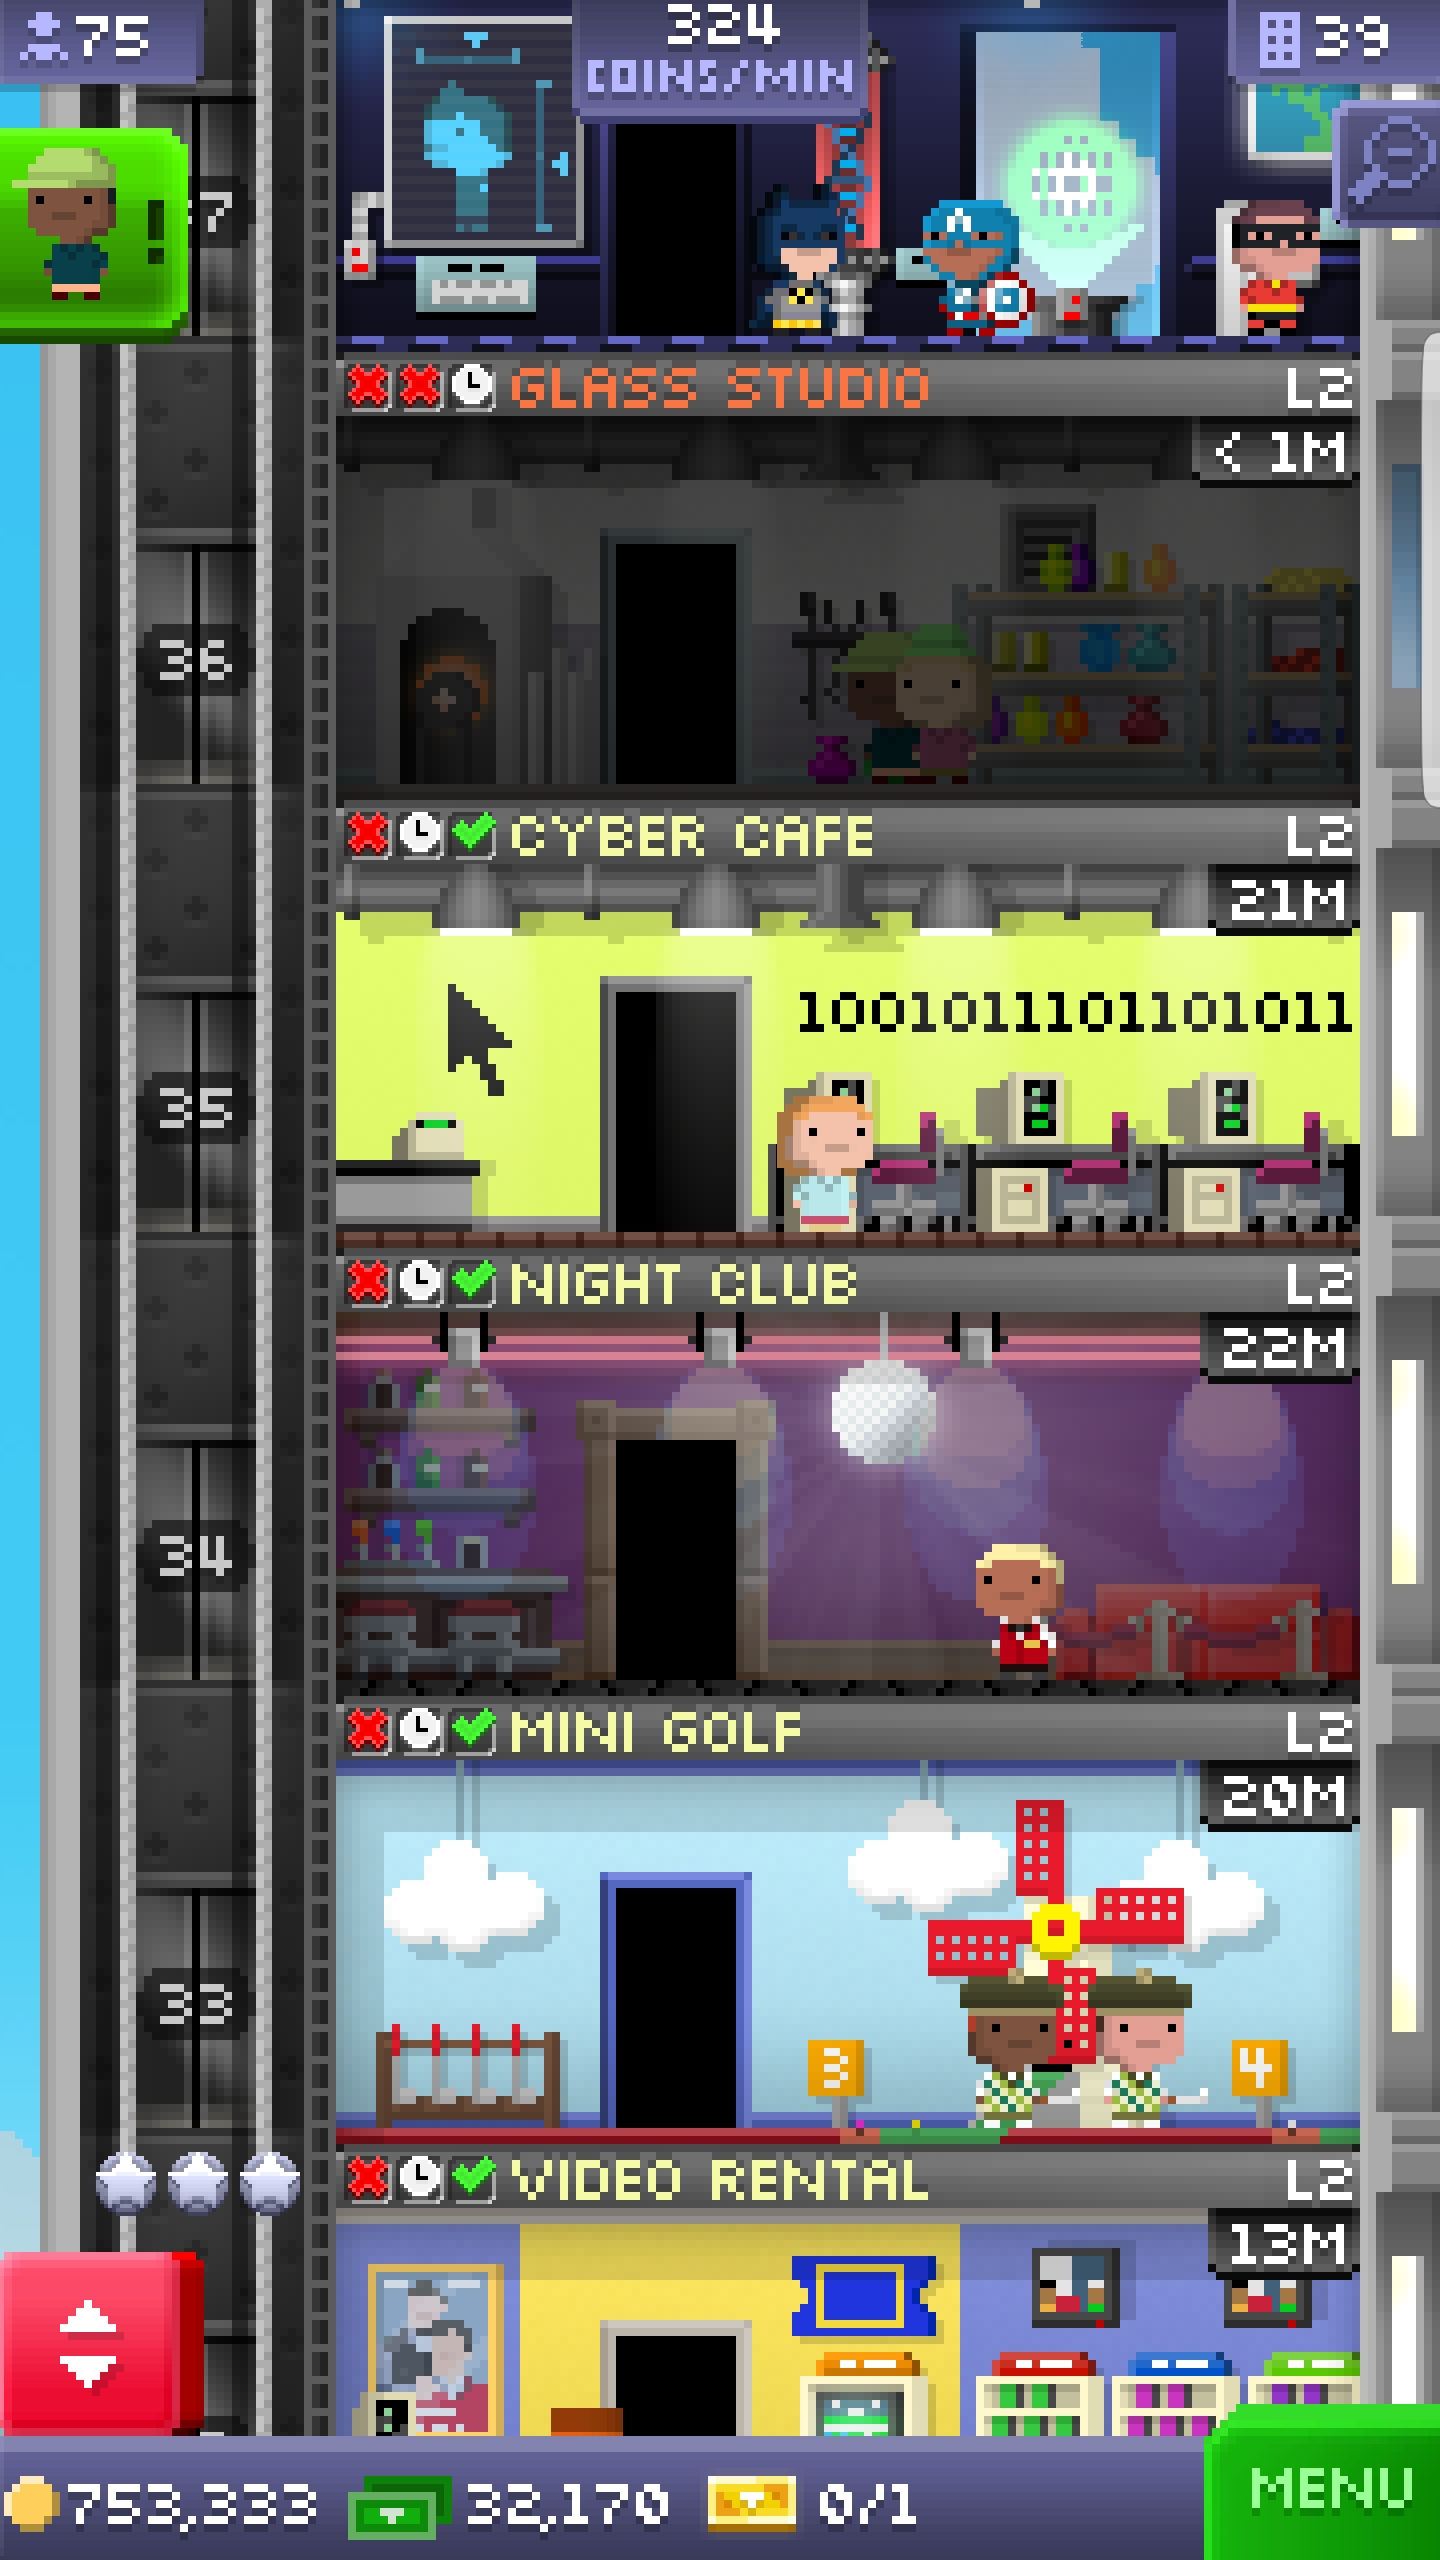 75
324
COINS/MIN
39
!
7
GLASS STUDIO L2
< 1M
36
CYBER CAFE L2
21M
1001011101101011
35
NIGHT CLUB L2
22M
34
MINI GOLF L2
20M
33
3
4
VIDEO RENTAL L2
13M
753,333 32,170 0/1
MENU